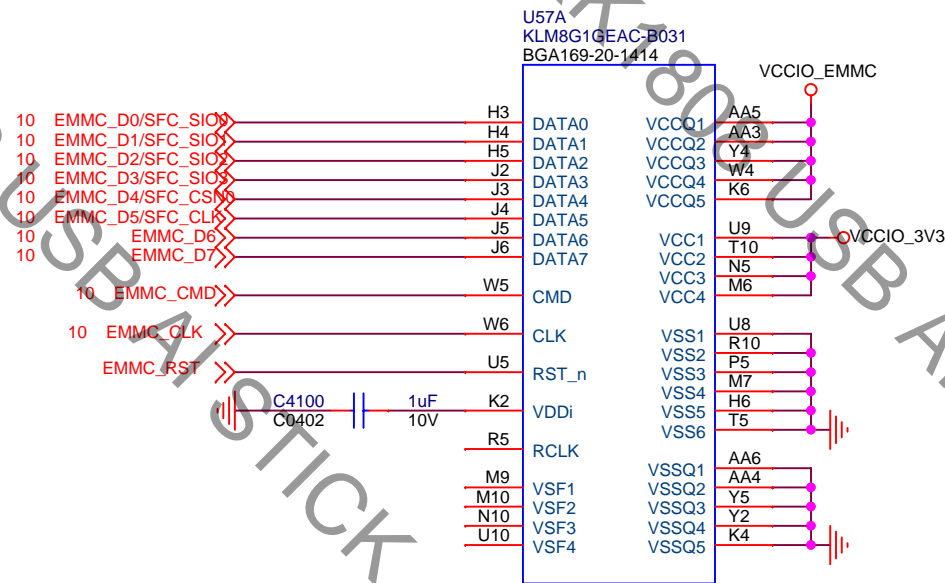 U57A
KLM8G1GEAC-B031
BGA169-20-1414
VCCIO_EMMC
10 EMMC_D0/SFC_SIO0 H3 DATA0 VCCQ1 AA5
10 EMMC_D1/SFC_SIO1 H4 DATA1 VCCQ2 AA3
10 EMMC_D2/SFC_SIO2 H5 DATA2 VCCQ3 Y4
10 EMMC_D3/SFC_SIO3 J2 DATA3 VCCQ4 W4
10 EMMC_D4/SFC_CSN0 J3 DATA4 VCCQ5 K6
10 EMMC_D5/SFC_CLK J4 DATA5
10 EMMC_D6 J5 DATA6 VCC1 U9 VCCIO_3V3
10 EMMC_D7 J6 DATA7 VCC2 T10
VCC3 N5
10 EMMC_CMD W5 CMD VCC4 M6
10 EMMC_CLK W6 CLK VSS1 U8
VSS2 R10
EMMC_RST U5 RST_n VSS3 P5
VSS4 M7
C4100 1uF K2 VDDi VSS5 H6
C0402 10V VSS6 T5
R5 RCLK
VSSQ1 AA6
M9 VSF1 VSSQ2 AA4
M10 VSF2 VSSQ3 Y5
N10 VSF3 VSSQ4 Y2
U10 VSF4 VSSQ5 K4
USB AI STICK
1808 USB A